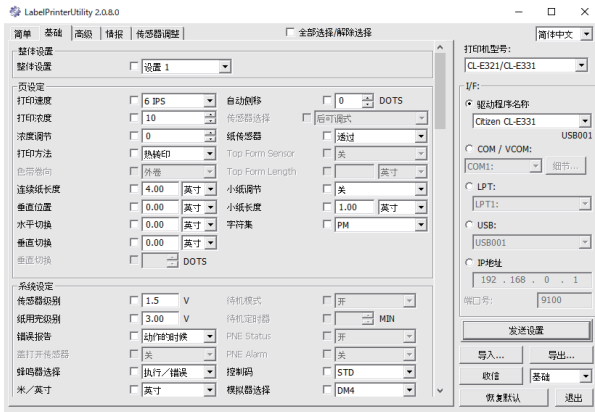 LabelPrinterUtility 2.0.8.0
简单 基础 高级 情报 传感器调整 全部选择/解除选择 简体中文
整体设置
整体设置 设置 1
页设定
打印速度 6 IPS 自动侧移 0 DOTS
打印浓度 10 传感器选择 后可调式
浓度调节 0 纸传感器 透过
打印方法 热转印 Top Form Sensor 关
色带卷向 外卷 Top Form Length 英寸
连续纸长度 4.00 英寸 小纸调节 关
垂直位置 0.00 英寸 小纸长度 1.00 英寸
水平切换 0.00 英寸 字符集 PM
垂直切换 0.00 英寸
垂直切换 DOTS
系统设定
传感器级别 1.5 V 待机模式 开
纸用完级别 3.00 V 待机定时器 MIN
错误报告 动作的时候 PNE Status 开
盖打开传感器 关 PNE Alarm 关
蜂鸣器选择 执行／错误 控制码 STD
米／英寸 英寸 模拟器选择 DM4
打印机型号:
CL-E321/CL-E331
I/F:
驱动程序名称
Citizen CL-E331
USB001
COM / VCOM:
COM1: 细节...
LPT:
LPT1:
USB:
USB001
IP地址
192 . 168 . 0 . 1
端口号: 9100
发送设置
导入... 导出...
收信 基础
恢复默认 退出